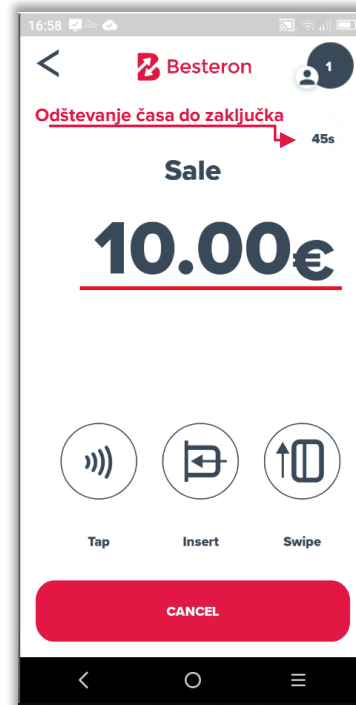 16:58
Besteron
1
Odštevanje časa do zaključka
45s
Sale
10.00€
Tap Insert Swipe
CANCEL